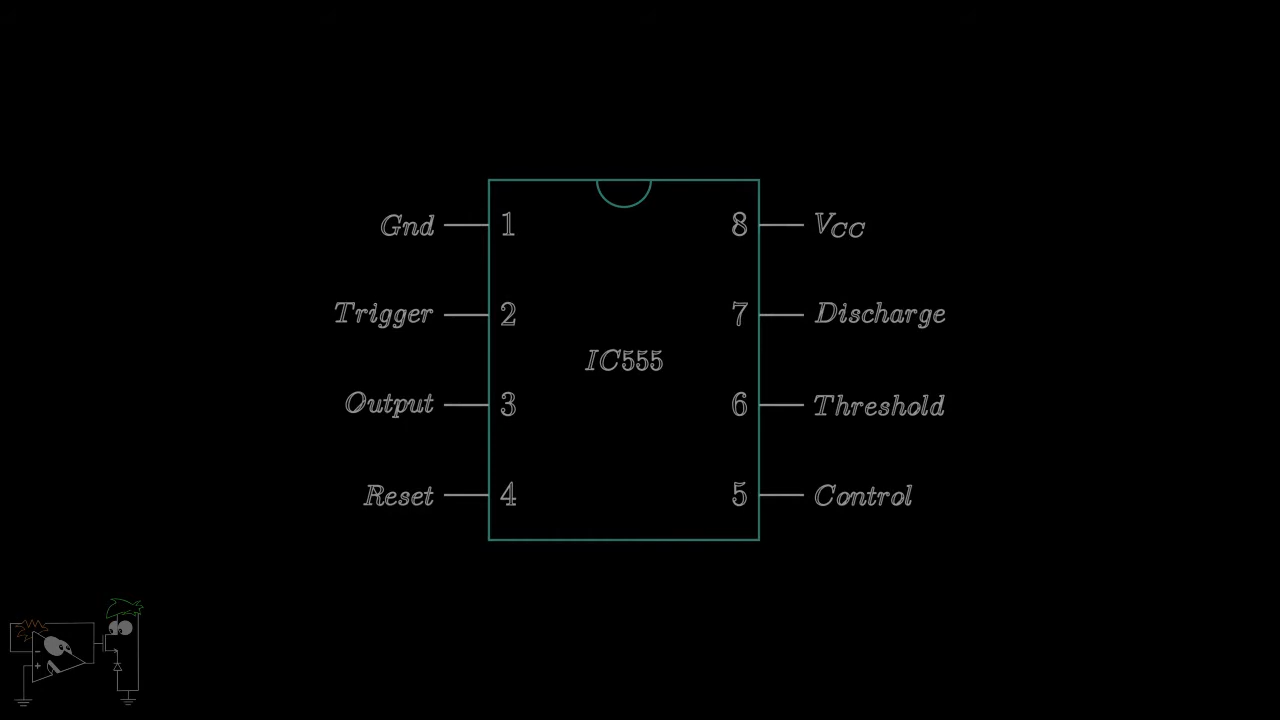 Gnd 1 8 V_CC
Trigger 2 7 Discharge
IC555
Output 3 6 Threshold
Reset 4 5 Control